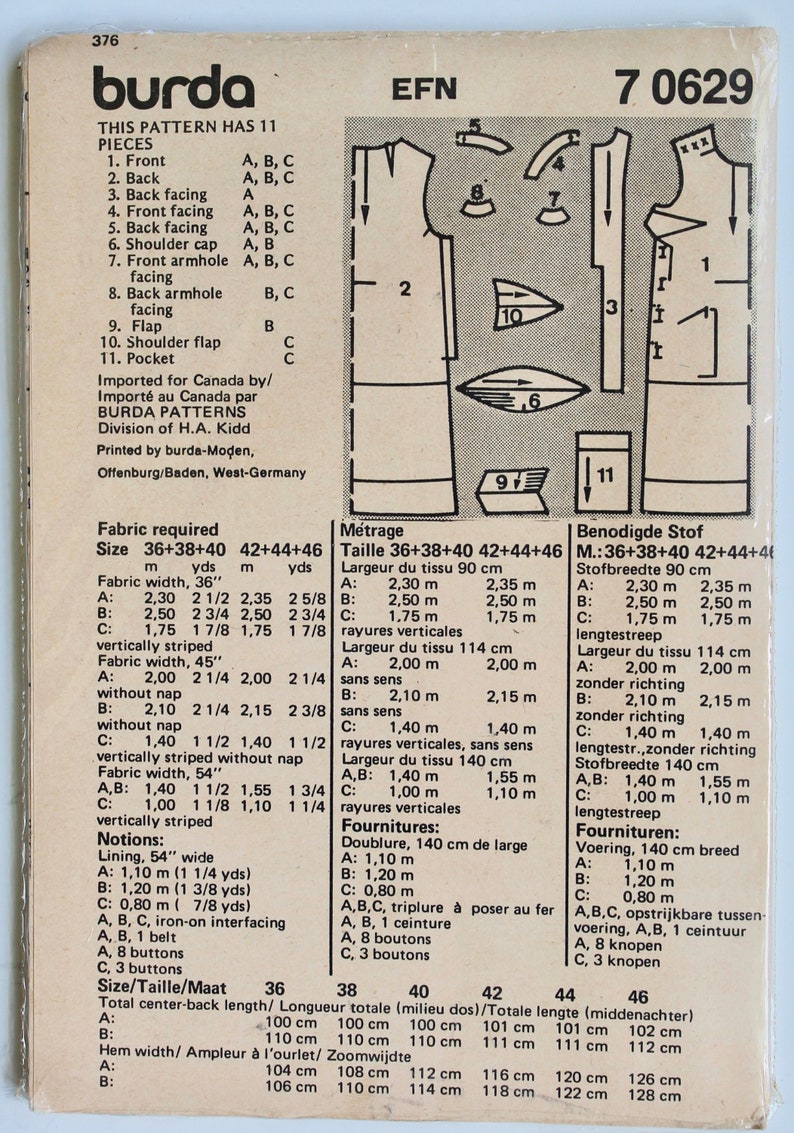 376
burda EFN 7 0629
THIS PATTERN HAS 11
PIECES
1. Front A, B, C
2. Back A, B, C
3. Back facing A
4. Front facing A, B, C
5. Back facing A, B, C
6. Shoulder cap A, B
7. Front armhole A, B, C
facing
8. Back armhole B, C
facing
9. Flap B
10. Shoulder flap C
11. Pocket C
Imported for Canada by/
Importé au Canada par
BURDA PATTERNS
Division of H.A. Kidd
Printed by burda-Moden,
Offenburg/Baden, West-Germany
5
4
8
7
2
1
10
3
6
9
11
Fabric required
Size 36+38+40 42+44+46
m yds m yds
Fabric width, 36"
A: 2,30 2 1/2 2,35 2 5/8
B: 2,50 2 3/4 2,50 2 3/4
C: 1,75 1 7/8 1,75 1 7/8
vertically striped
Fabric width, 45"
A: 2,00 2 1/4 2,00 2 1/4
without nap
B: 2,10 2 1/4 2,15 2 3/8
without nap
C: 1,40 1 1/2 1,40 1 1/2
vertically striped without nap
Fabric width, 54"
A,B: 1,40 1 1/2 1,55 1 3/4
C: 1,00 1 1/8 1,10 1 1/4
vertically striped
Notions:
Lining, 54" wide
A: 1,10 m (1 1/4 yds)
B: 1,20 m (1 3/8 yds)
C: 0,80 m ( 7/8 yds)
A, B, C, iron-on interfacing
A, B, 1 belt
A, 8 buttons
C, 3 buttons
Métrage
Taille 36+38+40 42+44+46
Largeur du tissu 90 cm
A: 2,30 m 2,35 m
B: 2,50 m 2,50 m
C: 1,75 m 1,75 m
rayures verticales
Largeur du tissu 114 cm
A: 2,00 m 2,00 m
sans sens
B: 2,10 m 2,15 m
sans sens
C: 1,40 m 1,40 m
rayures verticales, sans sens
Largeur du tissu 140 cm
A,B: 1,40 m 1,55 m
C: 1,00 m 1,10 m
rayures verticales
Fournitures:
Doublure, 140 cm de large
A: 1,10 m
B: 1,20 m
C: 0,80 m
A,B,C, triplure à poser au fer
A, B, 1 ceinture
A, 8 boutons
C, 3 boutons
Benodigde Stof
M.: 36+38+40 42+44+46
Stofbreedte 90 cm
A: 2,30 m 2,35 m
B: 2,50 m 2,50 m
C: 1,75 m 1,75 m
lengtestreep
Largeur du tissu 114 cm
A: 2,00 m 2,00 m
zonder richting
B: 2,10 m 2,15 m
zonder richting
C: 1,40 m 1,40 m
lengtestr.,zonder richting
Stofbreedte 140 cm
A,B: 1,40 m 1,55 m
C: 1,00 m 1,10 m
lengtestreep
Fournituren:
Voering, 140 cm breed
A: 1,10 m
B: 1,20 m
C: 0,80 m
A,B,C, opstrijkbare tussen-
voering, A,B, 1 ceintuur
A, 8 knopen
C, 3 knopen
Size/Taille/Maat 36 38 40 42 44 46
Total center-back length/ Longueur totale (milieu dos)/Totale lengte (middenachter)
A: 100 cm 100 cm 100 cm 101 cm 101 cm 102 cm
B: 110 cm 110 cm 110 cm 111 cm 111 cm 112 cm
Hem width/ Ampleur à l'ourlet/ Zoomwijdte
A: 104 cm 108 cm 112 cm 116 cm 120 cm 126 cm
B: 106 cm 110 cm 114 cm 118 cm 122 cm 128 cm